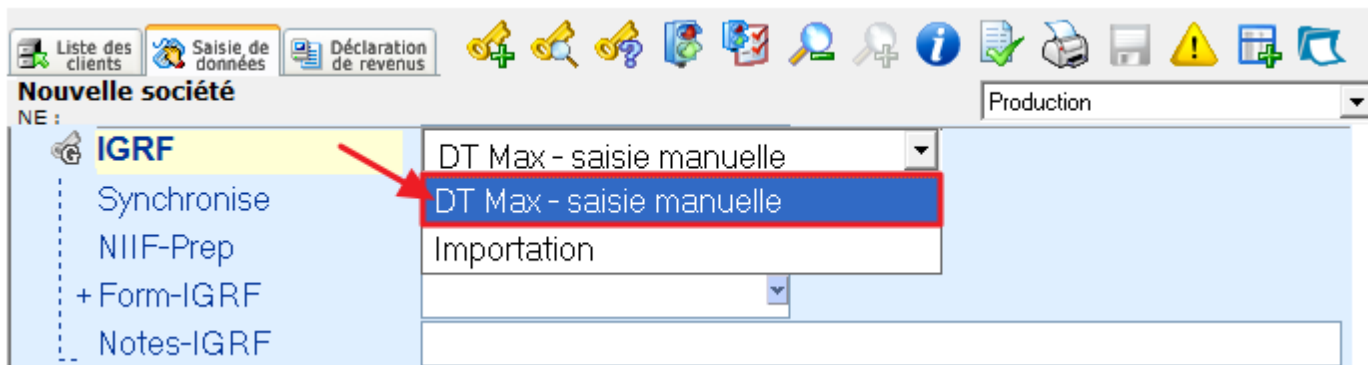 Liste des clients
Saisie de données
Déclaration de revenus
Nouvelle société
NE :
Production
IGRF
DT Max - saisie manuelle
Synchronise
DT Max - saisie manuelle
NIIF-Prep
Importation
+ Form-IGRF
Notes-IGRF